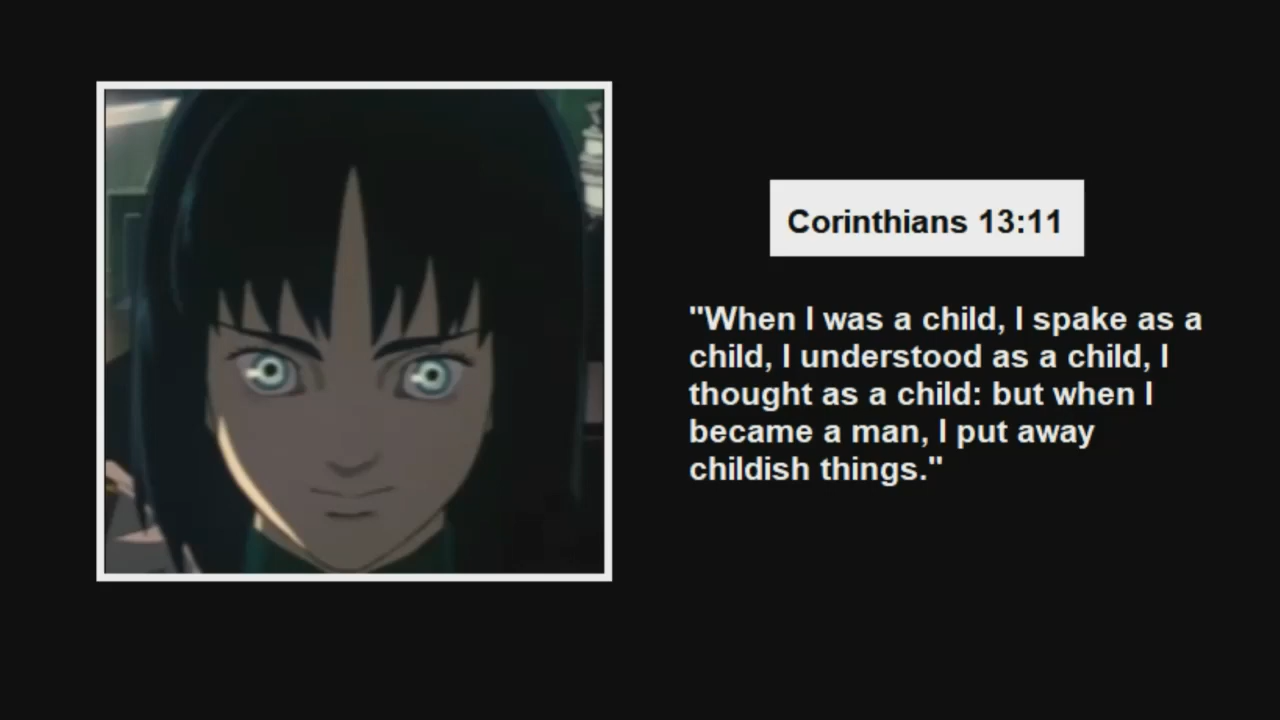 Corinthians 13:11
"When I was a child, I spake as a
child, I understood as a child, I
thought as a child: but when I
became a man, I put away
childish things."